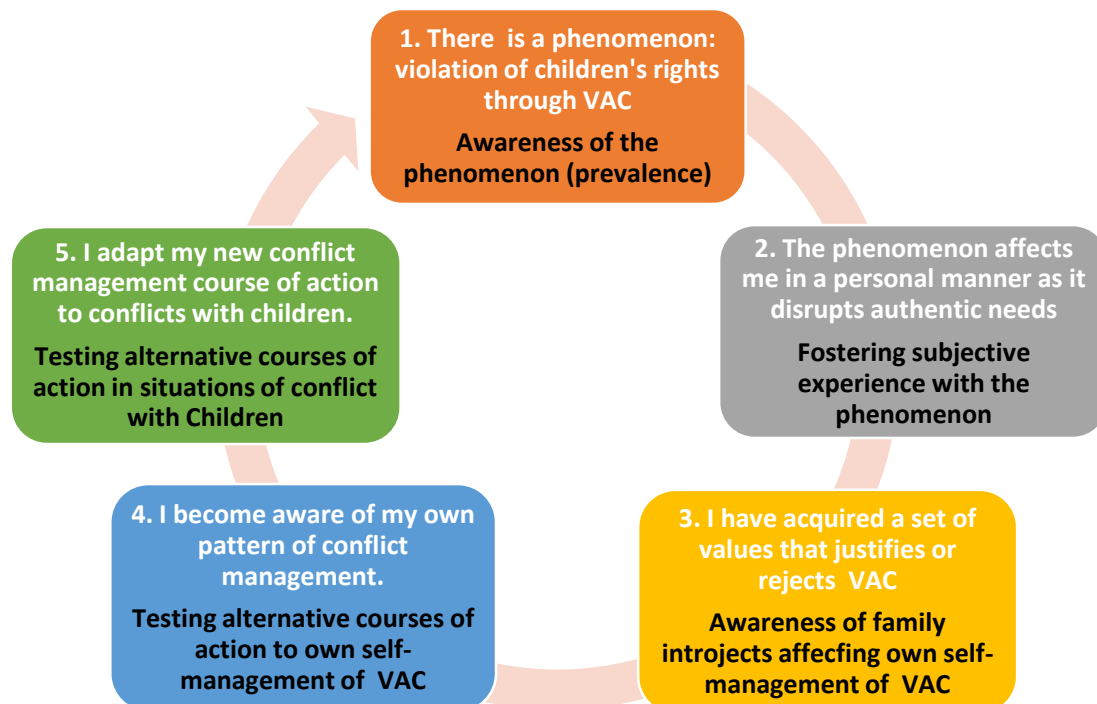 1. There is a phenomenon:
violation of children's rights
through VAC
Awareness of the
phenomenon (prevalence)
2. The phenomenon affects
me in a personal manner as it
disrupts authentic needs
Fostering subjective
experience with the
phenomenon
3. I have acquired a set of
values that justifies or
rejects VAC
Awareness of family
introjects affecfing own self-
management of VAC
4. I become aware of my own
pattern of conflict
management.
Testing alternative courses of
action to own self-
management of VAC
5. I adapt my new conflict
management course of action
to conflicts with children.
Testing alternative courses of
action in situations of conflict
with Children